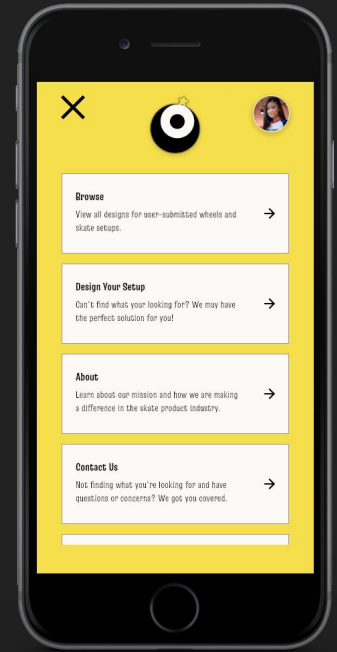 Browse
View all designs for user-submitted wheels and
skate setups.
Design Your Setup
Can't find what your looking for? We may have
the perfect solution for you!
About
Learn about our mission and how we are making
a difference in the skate product industry.
Contact Us
Not finding what you're looking for and have
questions or concerns? We got you covered.